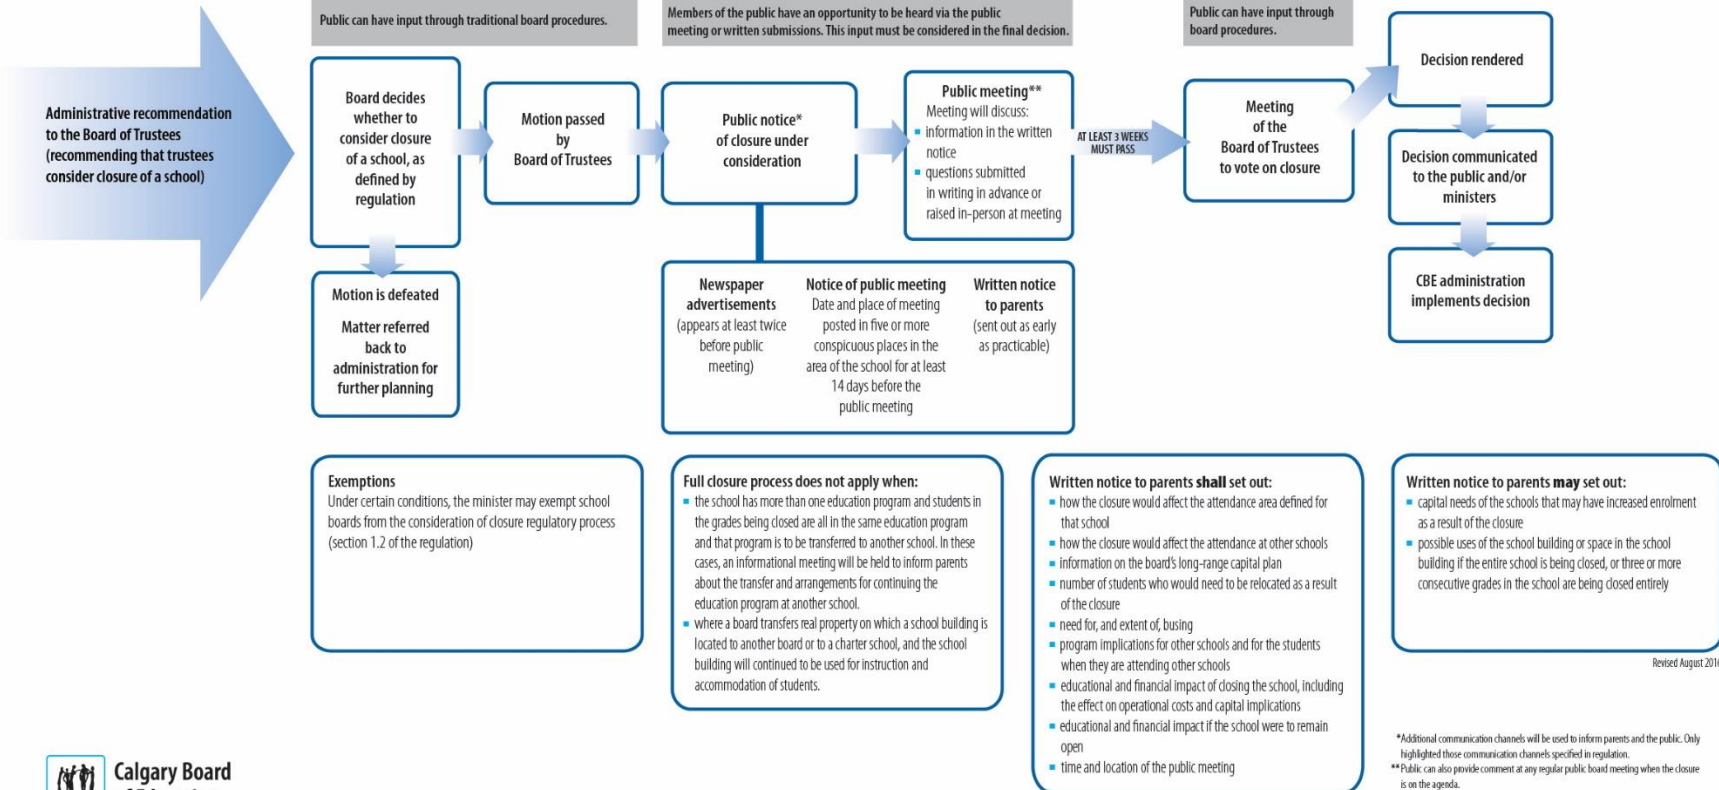 Public can have input through traditional board procedures.
Members of the public have an opportunity to be heard via the public
meeting or written submissions. This input must be considered in the final decision.
Public can have input through
board procedures.
Administrative recommendation
to the Board of Trustees
(recommending that trustees
consider closure of a school)
Board decides
whether to
consider closure
of a school, as
defined by
regulation
Motion passed
by
Board of Trustees
Public notice*
of closure under
consideration
Public meeting**
Meeting will discuss:
information in the written
notice
questions submitted
in writing in advance or
raised in-person at meeting
AT LEAST 3 WEEKS
MUST PASS
Meeting
of the
Board of Trustees
to vote on closure
Decision rendered
Decision communicated
to the public and/or
ministers
CBE administration
implements decision
Motion is defeated
Matter referred
back to
administration for
further planning
Newspaper
advertisements
(appears at least twice
before public
meeting)
Notice of public meeting
Date and place of meeting
posted in five or more
conspicuous places in the
area of the school for at least
14 days before the
public meeting
Written notice
to parents
(sent out as early
as practicable)
Exemptions
Under certain conditions, the minister may exempt school
boards from the consideration of closure regulatory process
(section 1.2 of the regulation)
Full closure process does not apply when:
the school has more than one education program and students in
the grades being closed are all in the same education program
and that program is to be transferred to another school. In these
cases, an informational meeting will be held to inform parents
about the transfer and arrangements for continuing the
education program at another school.
where a board transfers real property on which a school building is
located to another board or to a charter school, and the school
building will continued to be used for instruction and
accommodation of students.
Written notice to parents shall set out:
how the closure would affect the attendance area defined for
that school
how the closure would affect the attendance at other schools
information on the board's long-range capital plan
number of students who would need to be relocated as a result
of the closure
need for, and extent of, busing
program implications for other schools and for the students
when they are attending other schools
educational and financial impact of closing the school, including
the effect on operational costs and capital implications
educational and financial impact if the school were to remain
open
time and location of the public meeting
Written notice to parents may set out:
capital needs of the schools that may have increased enrolment
as a result of the closure
possible uses of the school building or space in the school
building if the entire school is being closed, or three or more
consecutive grades in the school are being closed entirely
Revised August 2016
*Additional communication channels will be used to inform parents and the public. Only
highlighted those communication channels specified in regulation.
**Public can also provide comment at any regular public board meeting when the closure
is on the agenda.
Calgary Board